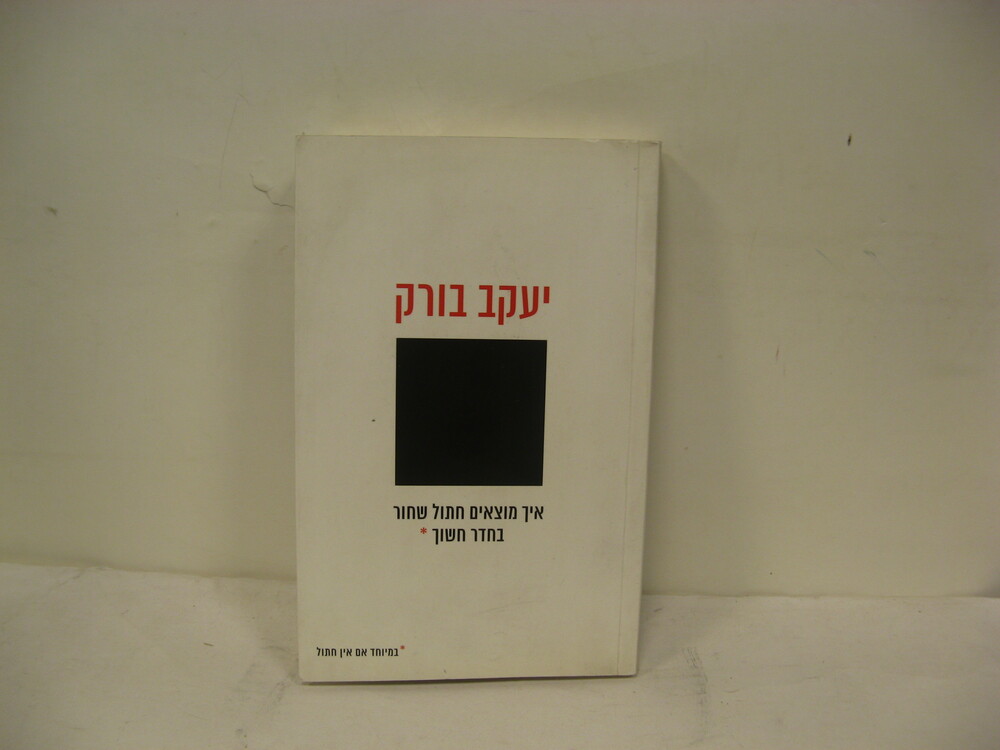 יעקב בורק
איך מוצאים חתול שחור
בחדר חשוך *
*במיוחד אם אין חתול